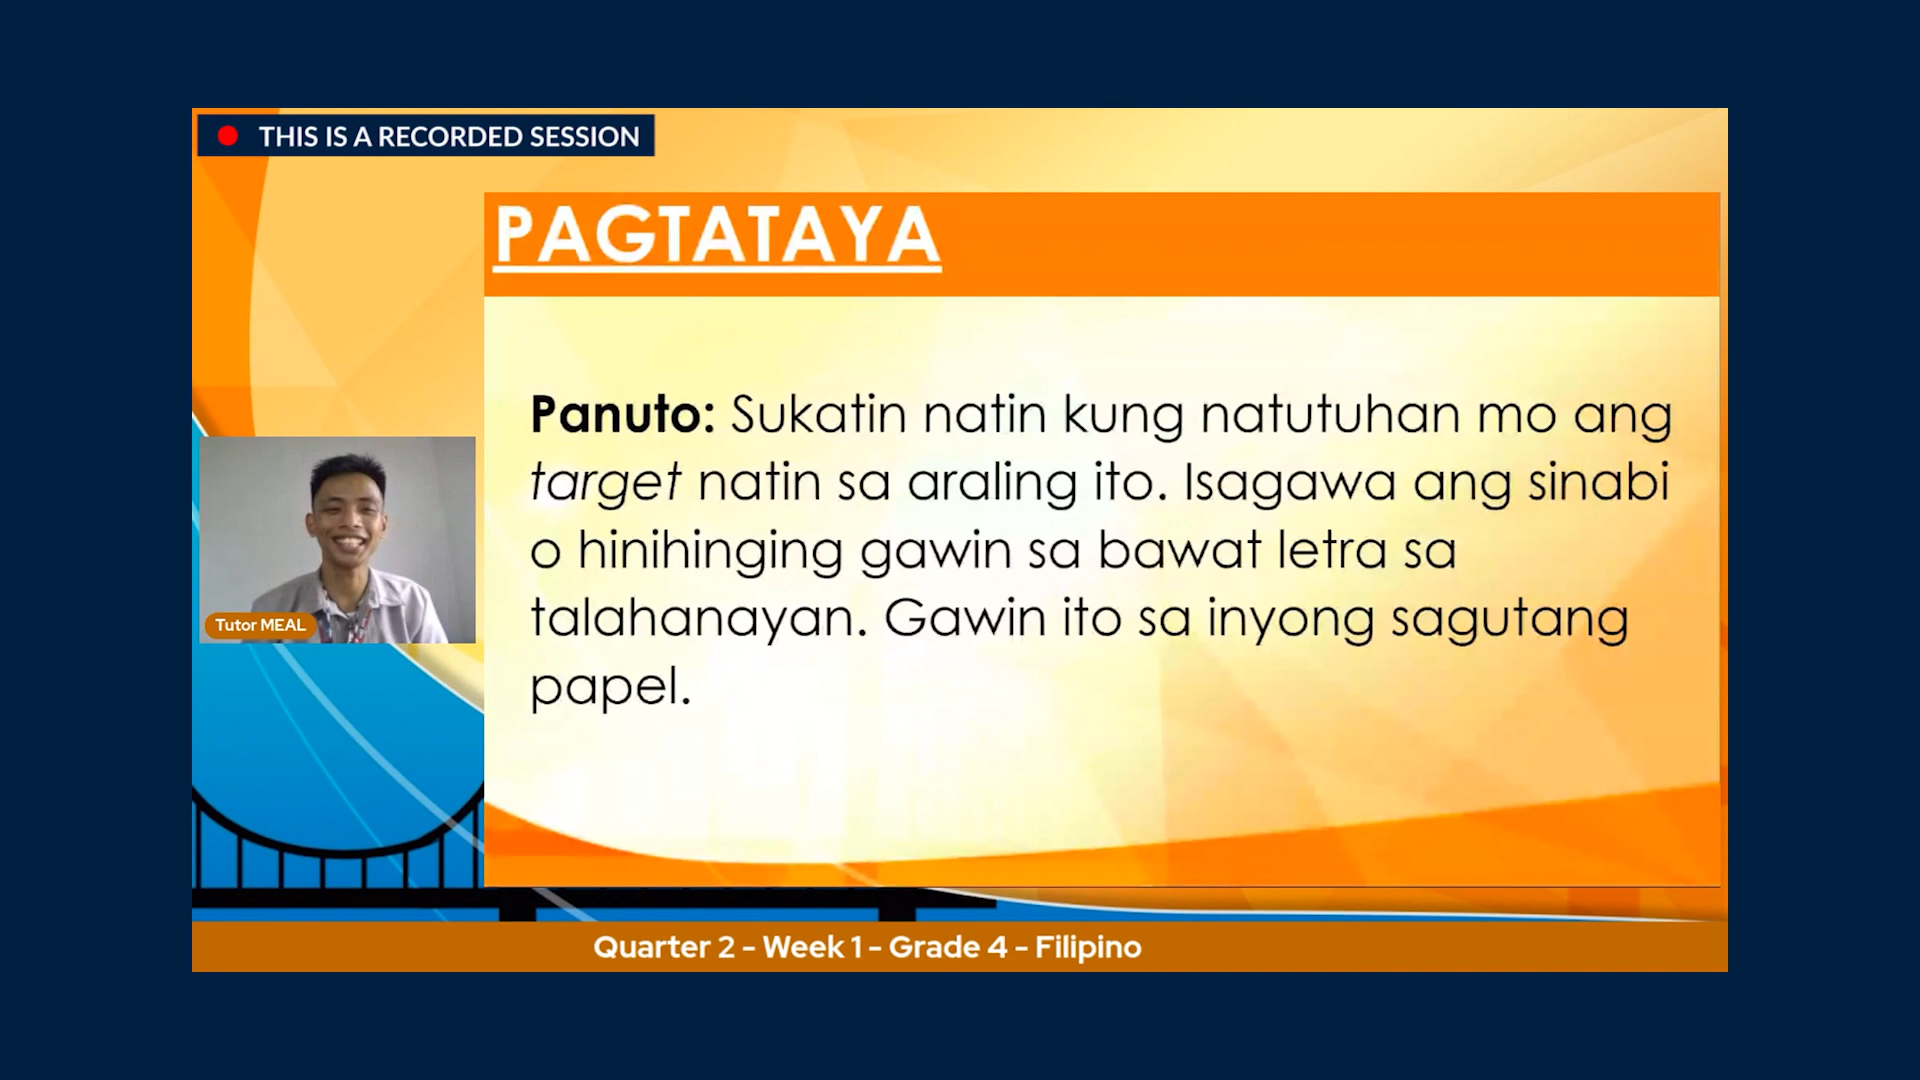 THIS IS A RECORDED SESSION
PAGTATAYA
Panuto: Sukatin natin kung natutuhan mo ang
target natin sa araling ito. Isagawa ang sinabi
o hinihinging gawin sa bawat letra sa
talahanayan. Gawin ito sa inyong sagutang
papel.
Tutor MEAL
Quarter 2 - Week 1 - Grade 4 - Filipino